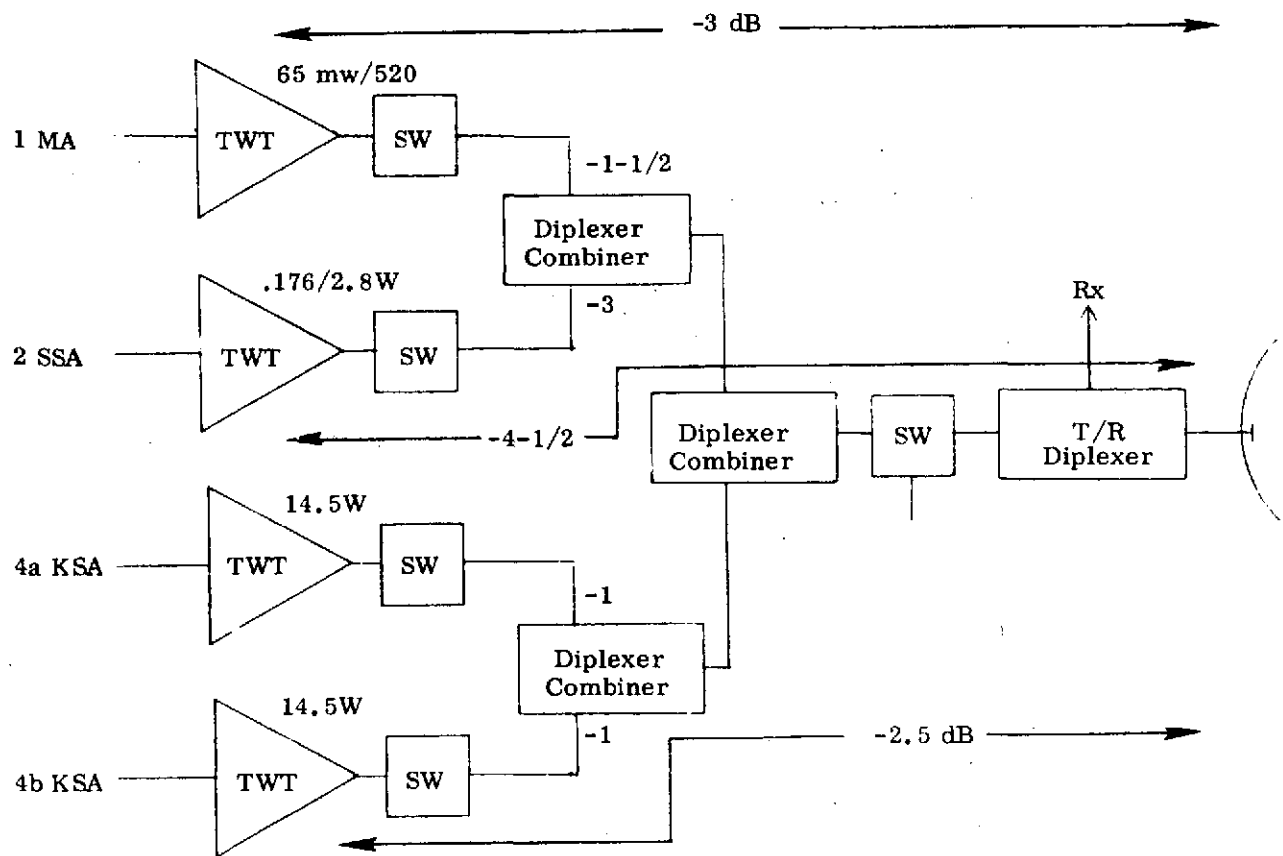 -3 dB
65 mw/520
1 MA
TWT
SW
-1-1/2
Diplexer
Combiner
.176/2.8W
-3
2 SSA
TWT
SW
Rx
-4-1/2
Diplexer
Combiner
SW
T/R
Diplexer
14.5W
4a KSA
TWT
SW
-1
Diplexer
Combiner
14.5W
-1
-2.5 dB
4b KSA
TWT
SW